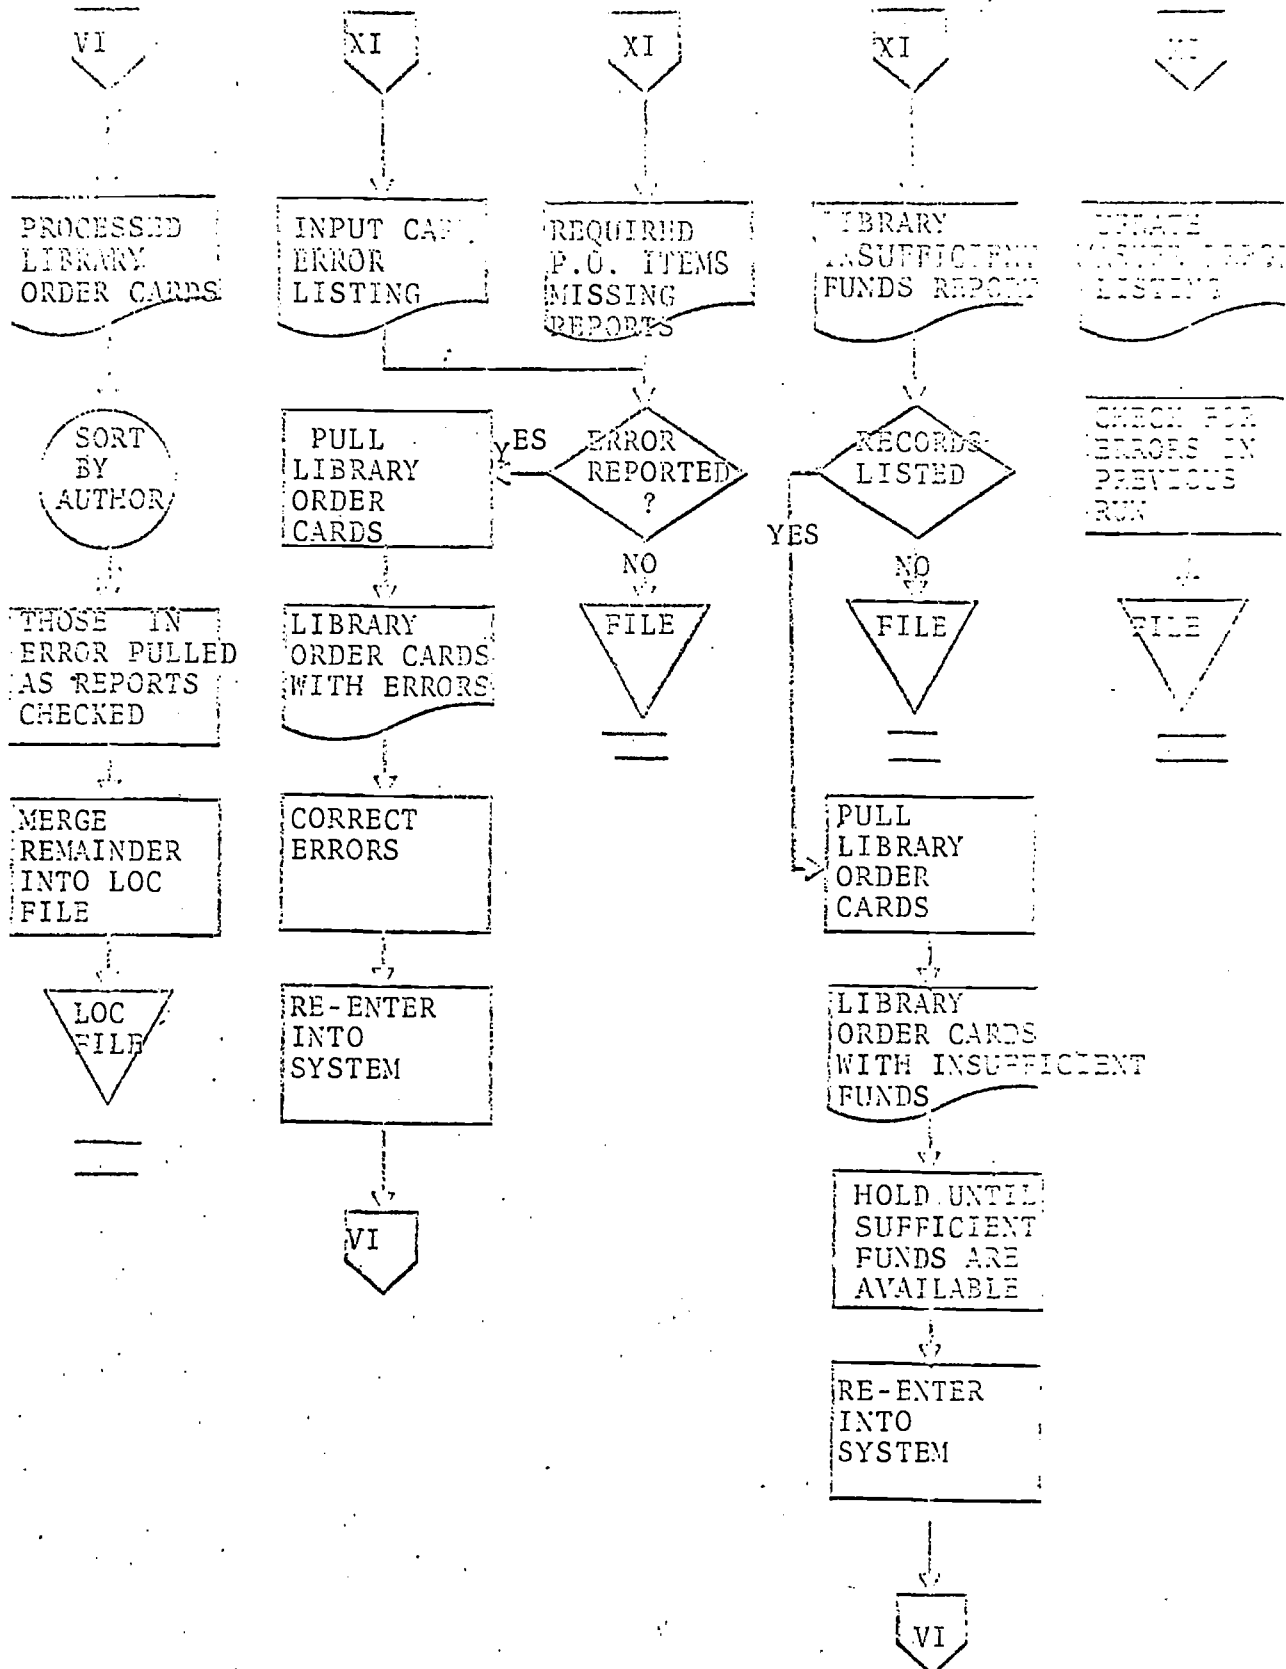 VI
XI
XI
XI
PROCESSED
LIBRARY
ORDER CARDS
INPUT
ERROR
LISTING
REQUIRED
P.O. ITEMS
MISSING
REPORTS
LIBRARY
INSUFFICIENT
FUNDS REPORT
UPDATE
LISTING
SORT
BY
AUTHOR
PULL
LIBRARY
ORDER
CARDS
YES
ERROR
REPORTED
?
NO
RECORDS
LISTED
YES
NO
CHECK FOR
ERRORS IN
PREVIOUS
RUN
THOSE IN
ERROR PULLED
AS REPORTS
CHECKED
LIBRARY
ORDER CARDS
WITH ERRORS
FILE
FILE
FILE
MERGE
REMAINDER
INTO LOC
FILE
CORRECT
ERRORS
PULL
LIBRARY
ORDER
CARDS
LOC
FILE
RE-ENTER
INTO
SYSTEM
LIBRARY
ORDER CARDS
WITH INSUFFICIENT
FUNDS
VI
HOLD UNTIL
SUFFICIENT
FUNDS ARE
AVAILABLE
RE-ENTER
INTO
SYSTEM
VI